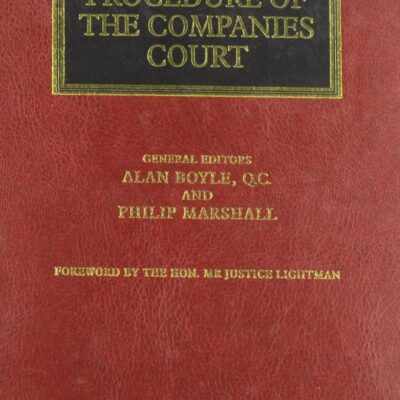 PROCEDURE OF
THE COMPANIES
COURT
GENERAL EDITORS
ALAN BOYLE, Q.C.
AND
PHILIP MARSHALL
FOREWORD BY THE HON. MR JUSTICE LIGHTMAN